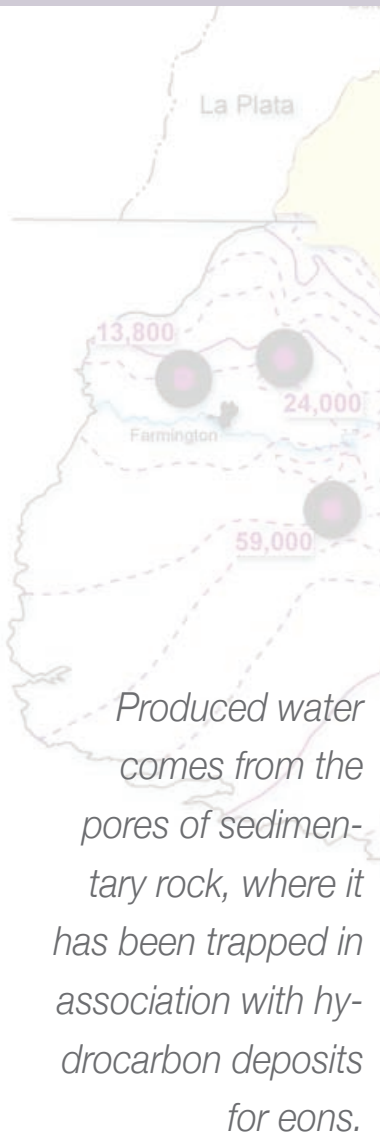 La Plata
13,800
24,000
Farmington
59,000
Produced water
comes from the
pores of sedimen-
tary rock, where it
has been trapped in
association with hy-
drocarbon deposits
for eons.